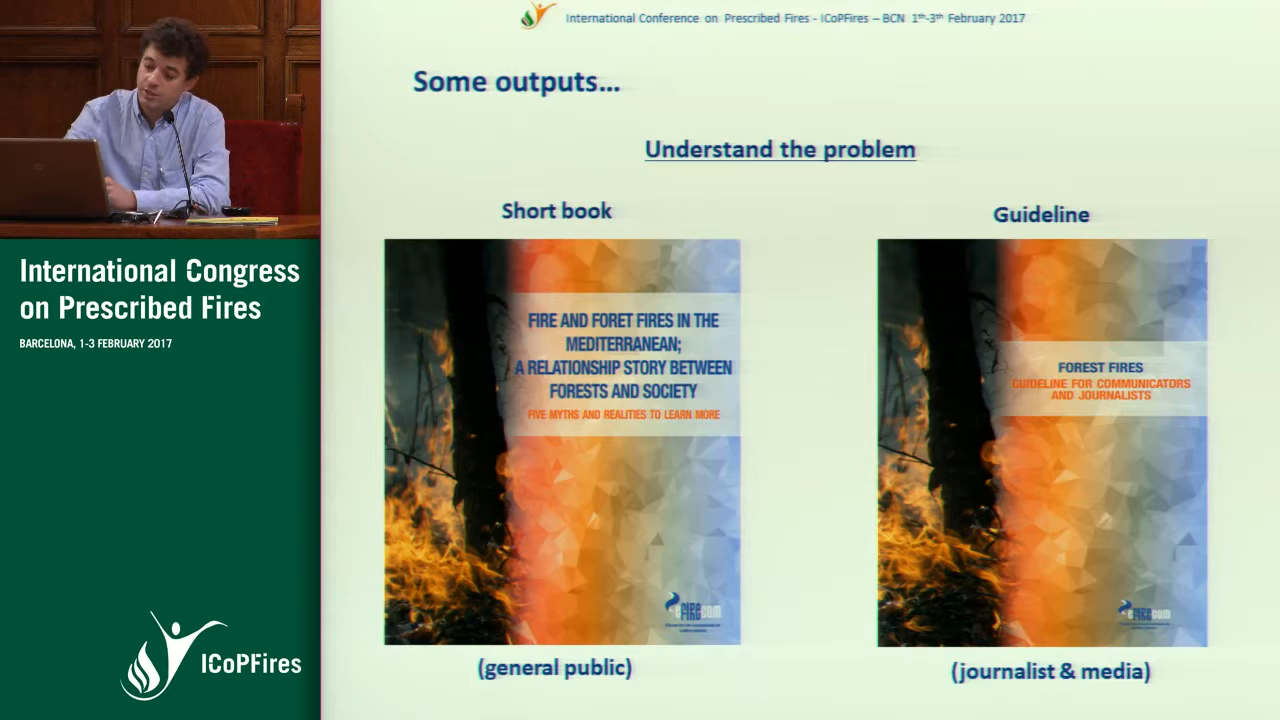 International Conference on Prescribed Fires - ICoPFires – BCN 1th-3th February 2017
Some outputs...
Understand the problem
Short book
Guideline
FIRE AND FORET FIRES IN THE
MEDITERRANEAN;
A RELATIONSHIP STORY BETWEEN
FORESTS AND SOCIETY
FIVE MYTHS AND REALITIES TO LEARN MORE
eFIREcom
(general public)
FOREST FIRES
GUIDELINE FOR COMMUNICATORS
AND JOURNALISTS
eFIREcom
(journalist & media)
International Congress
on Prescribed Fires
BARCELONA, 1-3 FEBRUARY 2017
ICoPFires